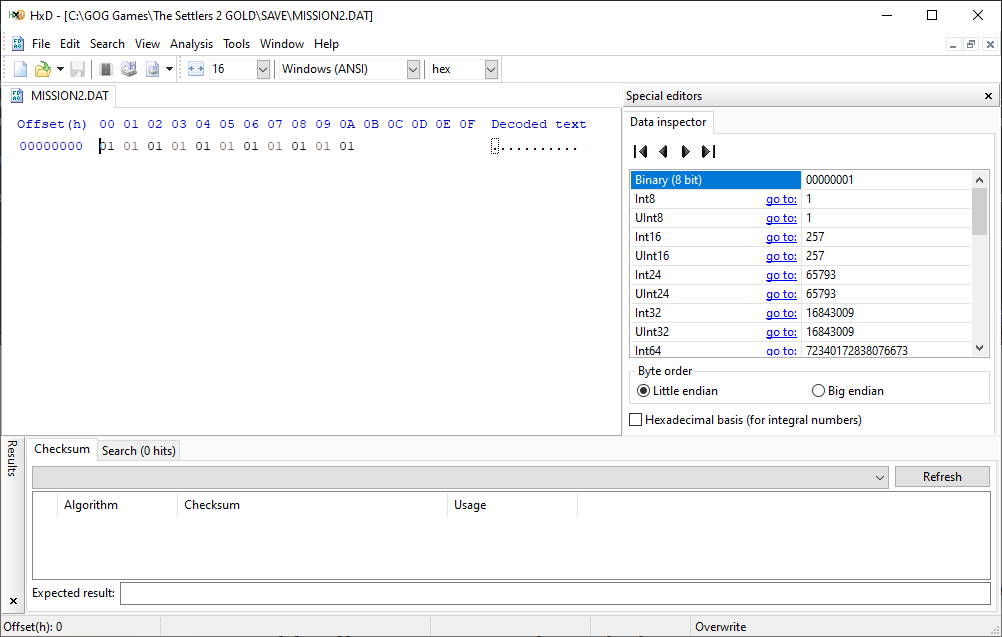 HxD - [C:\GOG Games\The Settlers 2 GOLD\SAVE\MISSION2.DAT]
File Edit Search View Analysis Tools Window Help
16 Windows (ANSI) hex
MISSION2.DAT
Offset(h) 00 01 02 03 04 05 06 07 08 09 0A 0B 0C 0D 0E 0F Decoded text
00000000 01 01 01 01 01 01 01 01 01 01 01 ...........
Special editors
Data inspector
Binary (8 bit) 00000001
Int8 go to: 1
UInt8 go to: 1
Int16 go to: 257
UInt16 go to: 257
Int24 go to: 65793
UInt24 go to: 65793
Int32 go to: 16843009
UInt32 go to: 16843009
Int64 go to: 72340172838076673
Byte order
Little endian Big endian
Hexadecimal basis (for integral numbers)
Results
Checksum Search (0 hits)
Refresh
Algorithm Checksum Usage
Expected result:
Offset(h): 0 Overwrite